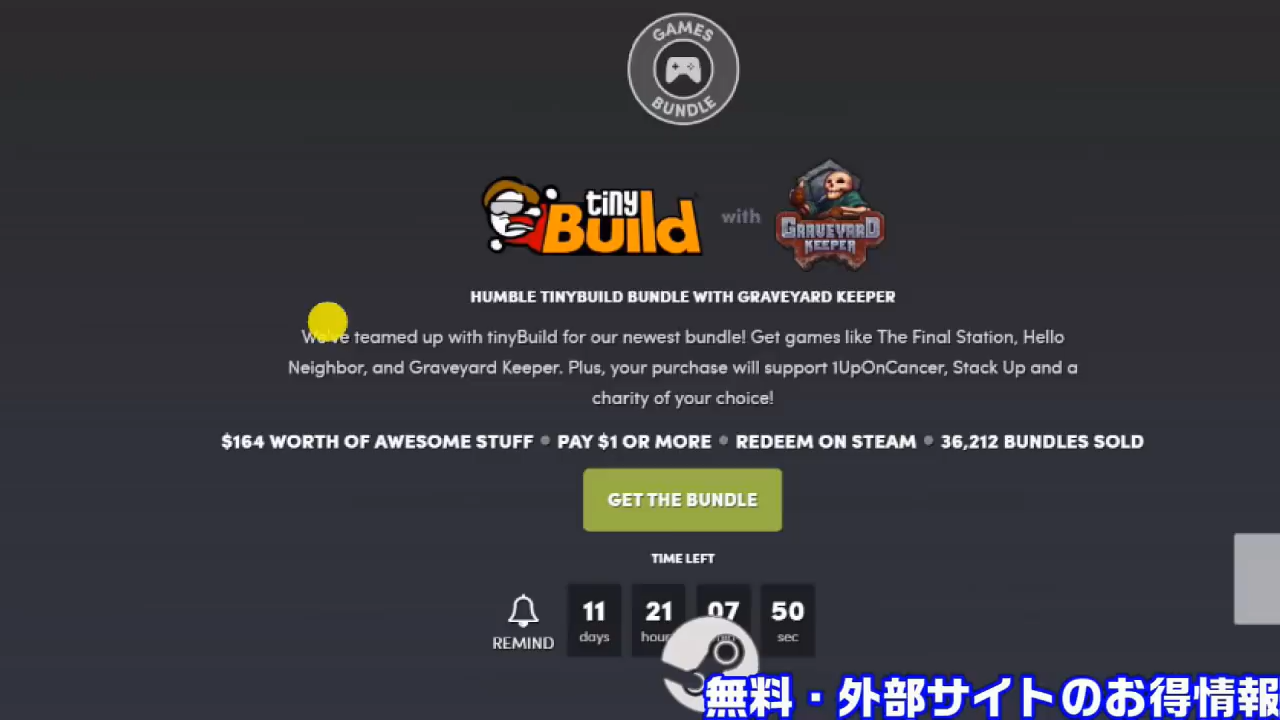 GAMES
BUNDLE
tiny
Build
with
GRAVEYARD
KEEPER
HUMBLE TINYBUILD BUNDLE WITH GRAVEYARD KEEPER
We've teamed up with tinyBuild for our newest bundle! Get games like The Final Station, Hello
Neighbor, and Graveyard Keeper. Plus, your purchase will support 1UpOnCancer, Stack Up and a
charity of your choice!
$164 WORTH OF AWESOME STUFF • PAY $1 OR MORE • REDEEM ON STEAM • 36,212 BUNDLES SOLD
GET THE BUNDLE
TIME LEFT
11 21 07 50
REMIND days sec
無料・外部サイトのお得情報